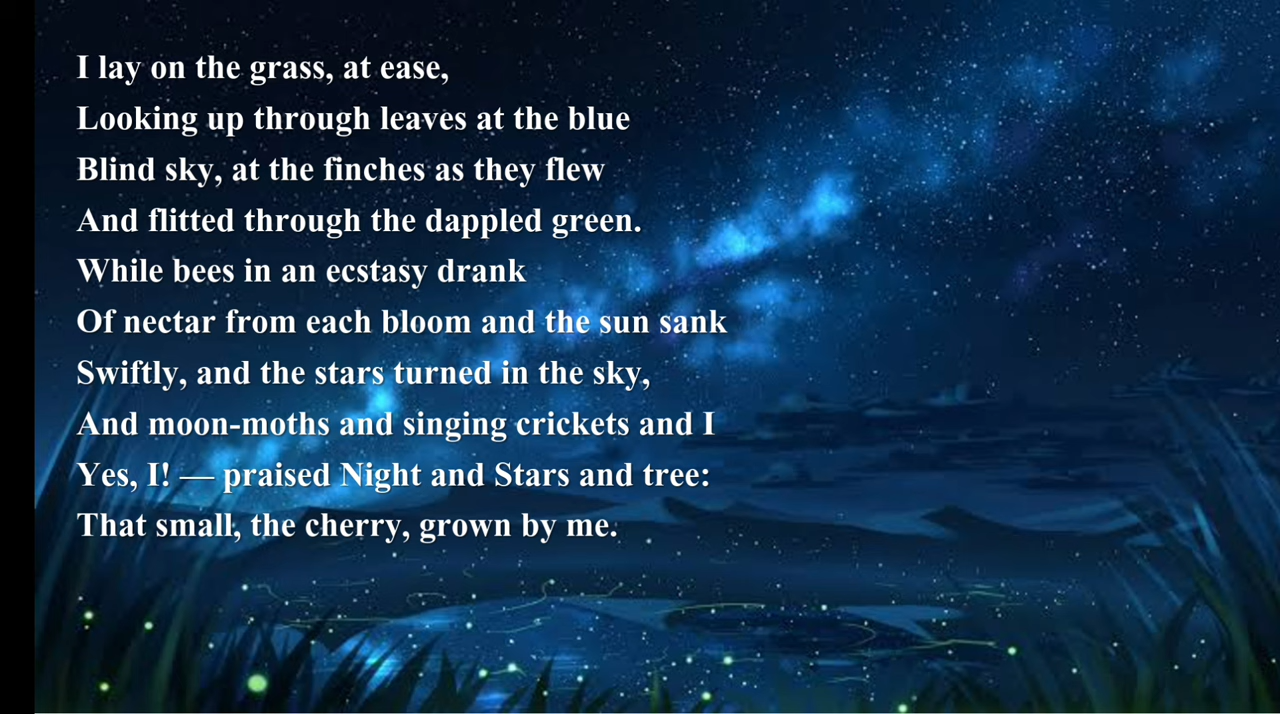 I lay on the grass, at ease,
Looking up through leaves at the blue
Blind sky, at the finches as they flew
And flitted through the dappled green.
While bees in an ecstasy drank
Of nectar from each bloom and the sun sank
Swiftly, and the stars turned in the sky,
And moon-moths and singing crickets and I
Yes, I! — praised Night and Stars and tree:
That small, the cherry, grown by me.